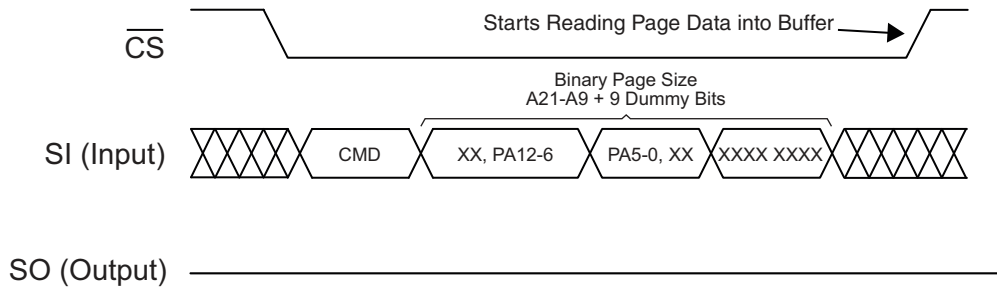 Starts Reading Page Data into Buffer
CS
Binary Page Size
A21-A9 + 9 Dummy Bits
SI (Input) CMD XX, PA12-6 PA5-0, XX XXXX XXXX
SO (Output)